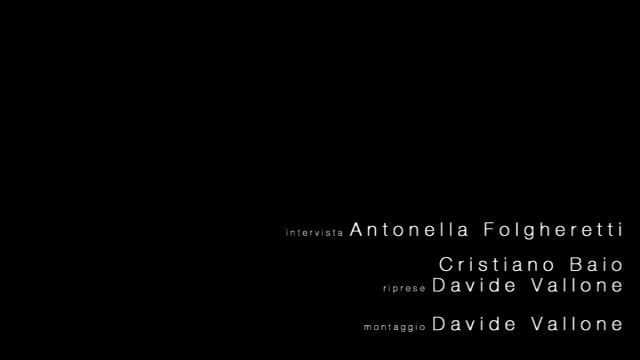 intervista Antonella Folgheretti
Cristiano Baio
riprese Davide Vallone
montaggio Davide Vallone